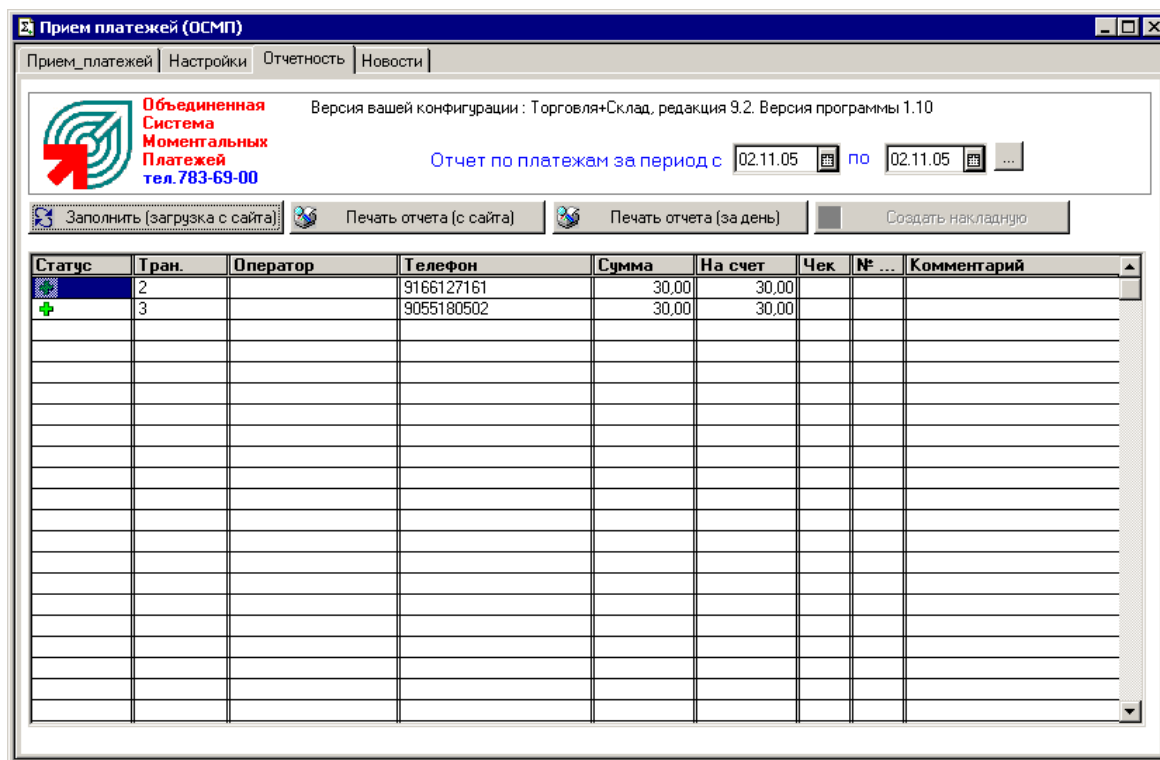 Прием платежей (ОСМП)
Прием_платежей Настройки Отчетность Новости
Объединенная
Система
Моментальных
Платежей
тел.783-69-00
Версия вашей конфигурации : Торговля+Склад, редакция 9.2. Версия программы 1.10
Отчет по платежам за период с 02.11.05 по 02.11.05 ...
Заполнить (загрузка с сайта) Печать отчета (с сайта) Печать отчета (за день) Создать накладную
Статус Тран. Оператор Телефон Сумма На счет Чек № ... Комментарий
2 9166127161 30,00 30,00
3 9055180502 30,00 30,00